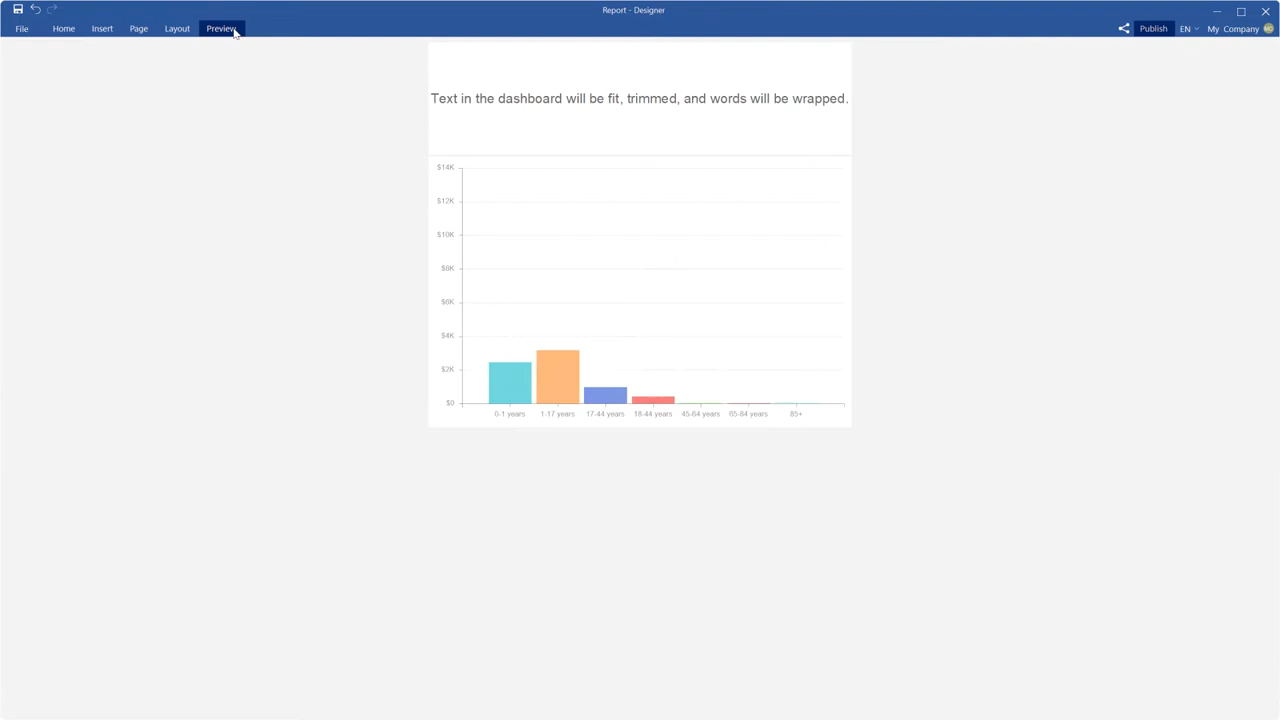 Report - Designer
File Home Insert Page Layout Preview Publish EN My Company
Text in the dashboard will be fit, trimmed, and words will be wrapped.
$14K
$12K
$10K
$8K
$6K
$4K
$2K
$0
0-1 years 1-17 years 17-44 years 18-44 years 45-64 years 65-84 years 85+